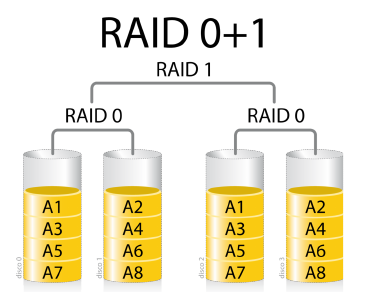 RAID 0+1
RAID 1
RAID 0 RAID 0
A1 A2 A1 A2
A3 A4 A3 A4
A5 A6 A5 A6
A7 A8 A7 A8
disco 0 disco 1 disco 2 disco 3